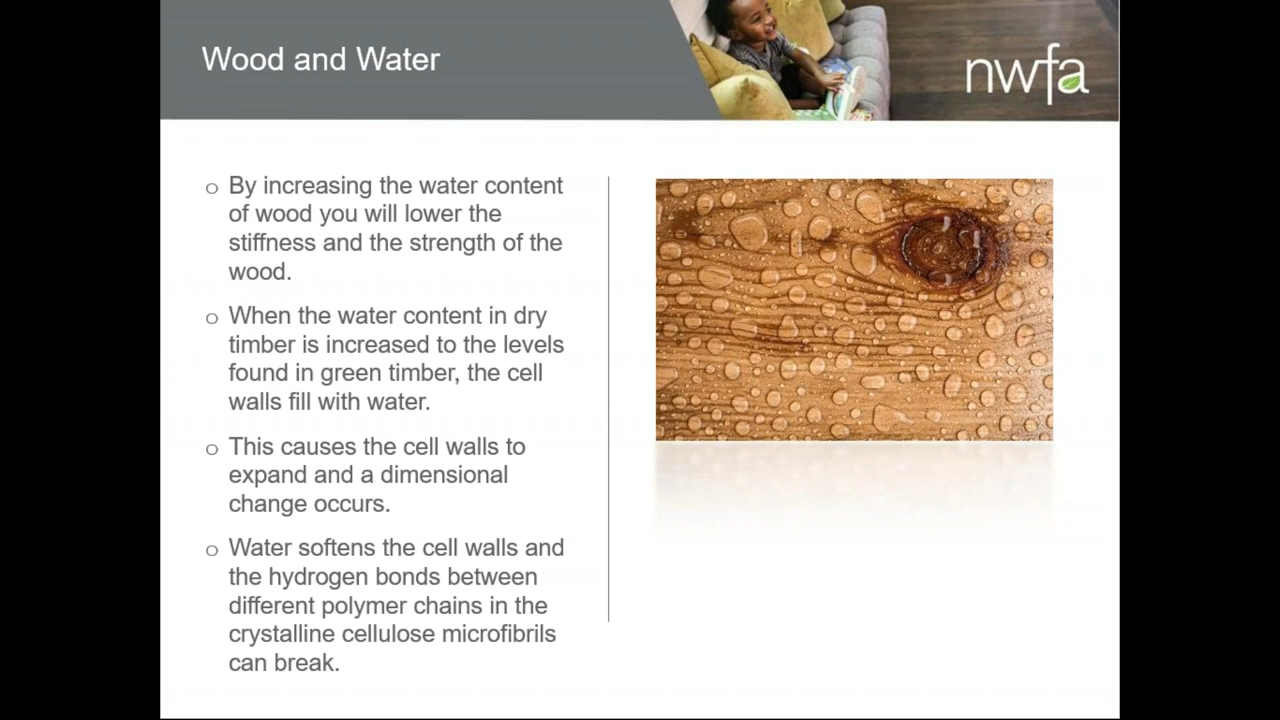 Wood and Water
nwfa
o By increasing the water content
of wood you will lower the
stiffness and the strength of the
wood.
o When the water content in dry
timber is increased to the levels
found in green timber, the cell
walls fill with water.
o This causes the cell walls to
expand and a dimensional
change occurs.
o Water softens the cell walls and
the hydrogen bonds between
different polymer chains in the
crystalline cellulose microfibrils
can break.